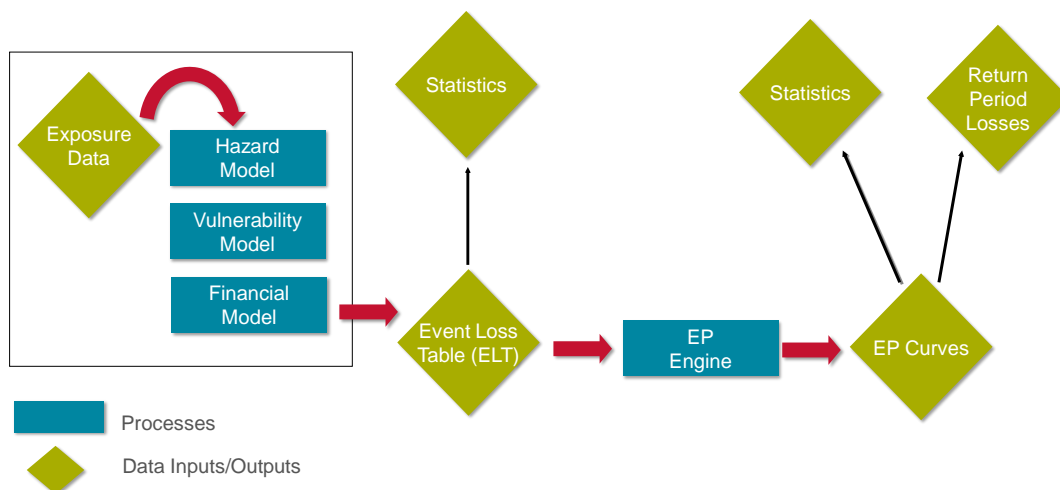 Exposure
Data
Hazard
Model
Vulnerability
Model
Financial
Model
Statistics
Event Loss
Table (ELT)
EP
Engine
Statistics
Return
Period
Losses
EP Curves
Processes
Data Inputs/Outputs